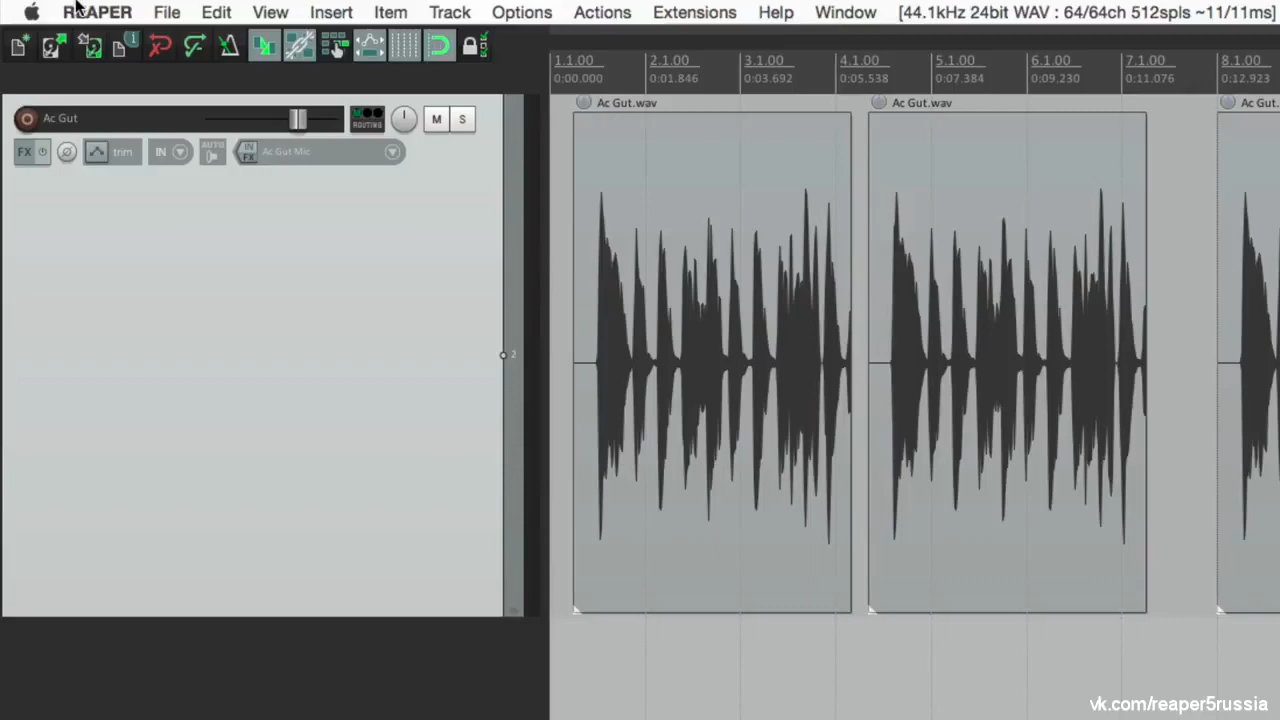 REAPER File Edit View Insert Item Track Options Actions Extensions Help Window [44.1kHz 24bit WAV : 64/64ch 512spls ~11/11ms]
1.1.00 2.1.00 3.1.00 4.1.00 5.1.00 6.1.00 7.1.00 8.1.00
0:00.000 0:01.846 0:03.692 0:05.538 0:07.384 0:09.230 0:11.076 0:12.923
Ac Gut.wav Ac Gut.wav Ac Gut.
Ac Gut ROUTING M S
FX trim IN AUTO IN FX Ac Gut Mic
2
vk.com/reaper5russia